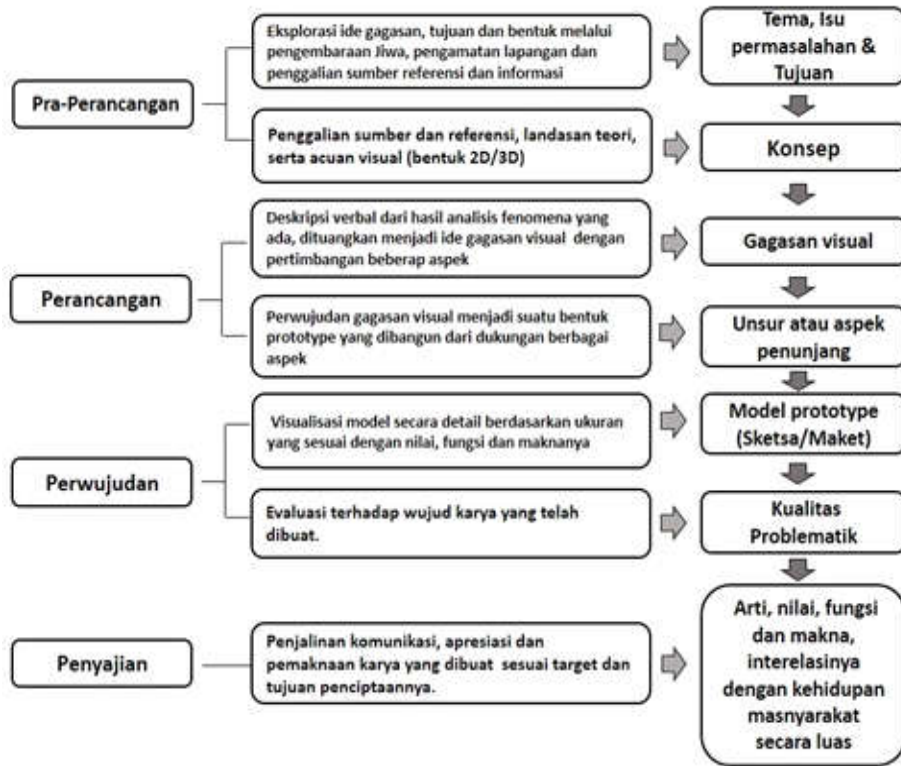 Pra-Perancangan
Eksplorasi ide gagasan, tujuan dan bentuk melalui
pengembaraan Jiwa, pengamatan lapangan dan
penggalian sumber referensi dan informasi
Tema, Isu
permasalahan &
Tujuan
Penggalian sumber dan referensi, landasan teori,
serta acuan visual (bentuk 2D/3D)
Konsep
Perancangan
Deskripsi verbal dari hasil analisis fenomena yang
ada, dituangkan menjadi ide gagasan visual dengan
pertimbangan beberap aspek
Gagasan visual
Perwujudan gagasan visual menjadi suatu bentuk
prototype yang dibangun dari dukungan berbagai
aspek
Unsur atau aspek
penunjang
Perwujudan
Visualisasi model secara detail berdasarkan ukuran
yang sesuai dengan nilai, fungsi dan maknanya
Model prototype
(Sketsa/Maket)
Evaluasi terhadap wujud karya yang telah
dibuat.
Kualitas
Problematik
Penyajian
Penjalinan komunikasi, apresiasi dan
pemaknaan karya yang dibuat sesuai target dan
tujuan penciptaannya.
Arti, nilai, fungsi
dan makna,
interelasinya
dengan kehidupan
masnyarakat
secara luas